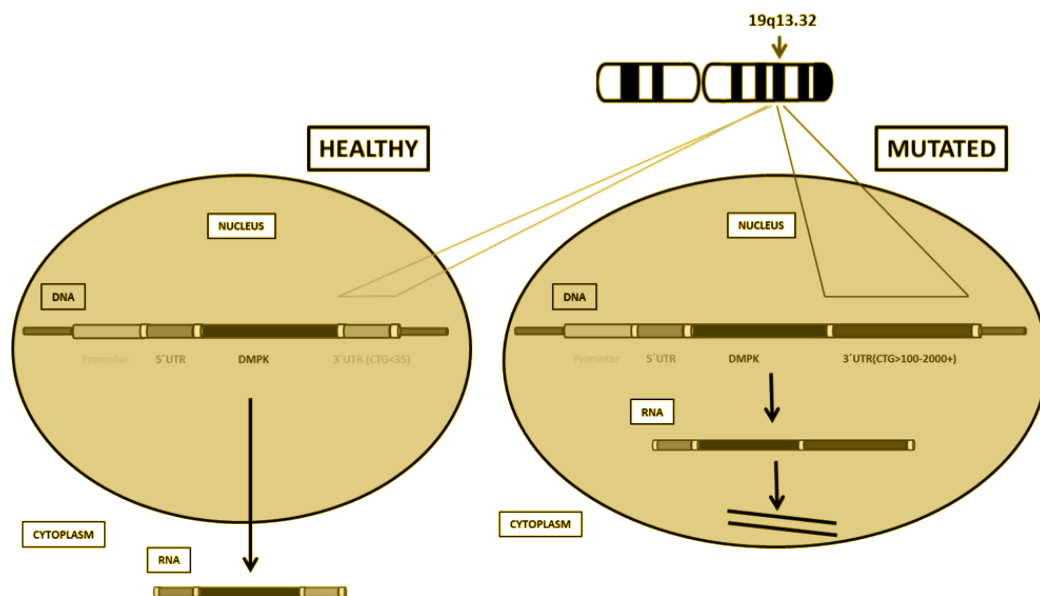 19q13.32
HEALTHY
MUTATED
NUCLEUS
NUCLEUS
DNA
DNA
Promoter 5´UTR DMPK 3´UTR (CTG<35)
Promoter 5´UTR DMPK 3´UTR(CTG>100-2000+)
RNA
CYTOPLASM
CYTOPLASM
RNA